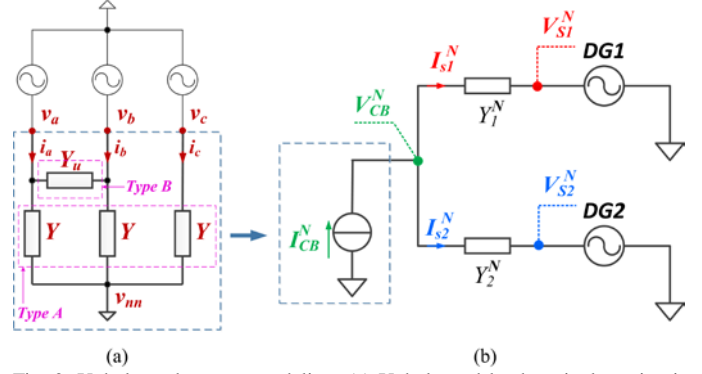 v_a v_b v_c
i_a i_b i_c
Y_u
Type B
Y Y Y
Type A
v_nn
(a)
V_S1^N
I_s1^N
DG1
V_CB^N
Y_1^N
V_S2^N
I_s2^N
DG2
I_CB^N
Y_2^N
(b)